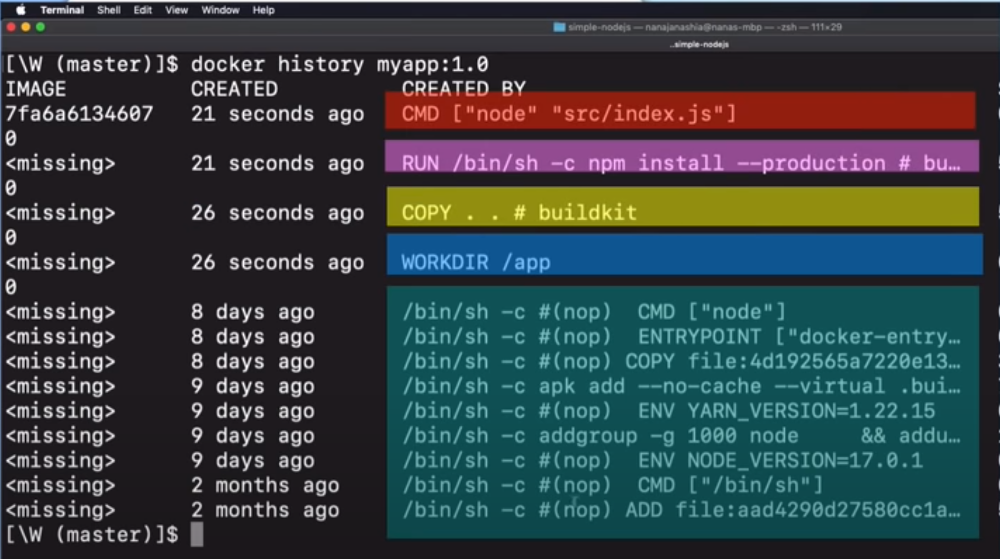 Terminal Shell Edit View Window Help
simple-nodejs — nanajanashia@nanas-mbp — -zsh — 111×29
..simple-nodejs
[\W (master)]$ docker history myapp:1.0
IMAGE CREATED CREATED BY
7fa6a6134607 21 seconds ago CMD ["node" "src/index.js"]
0
<missing> 21 seconds ago RUN /bin/sh -c npm install --production # bu…
0
<missing> 26 seconds ago COPY . . # buildkit
0
<missing> 26 seconds ago WORKDIR /app
0
<missing> 8 days ago /bin/sh -c #(nop) CMD ["node"]
<missing> 8 days ago /bin/sh -c #(nop) ENTRYPOINT ["docker-entry…
<missing> 8 days ago /bin/sh -c #(nop) COPY file:4d192565a7220e13…
<missing> 9 days ago /bin/sh -c apk add --no-cache --virtual .bui…
<missing> 9 days ago /bin/sh -c #(nop) ENV YARN_VERSION=1.22.15
<missing> 9 days ago /bin/sh -c addgroup -g 1000 node && addu…
<missing> 9 days ago /bin/sh -c #(nop) ENV NODE_VERSION=17.0.1
<missing> 2 months ago /bin/sh -c #(nop) CMD ["/bin/sh"]
<missing> 2 months ago /bin/sh -c #(nop) ADD file:aad4290d27580cc1a…
[\W (master)]$